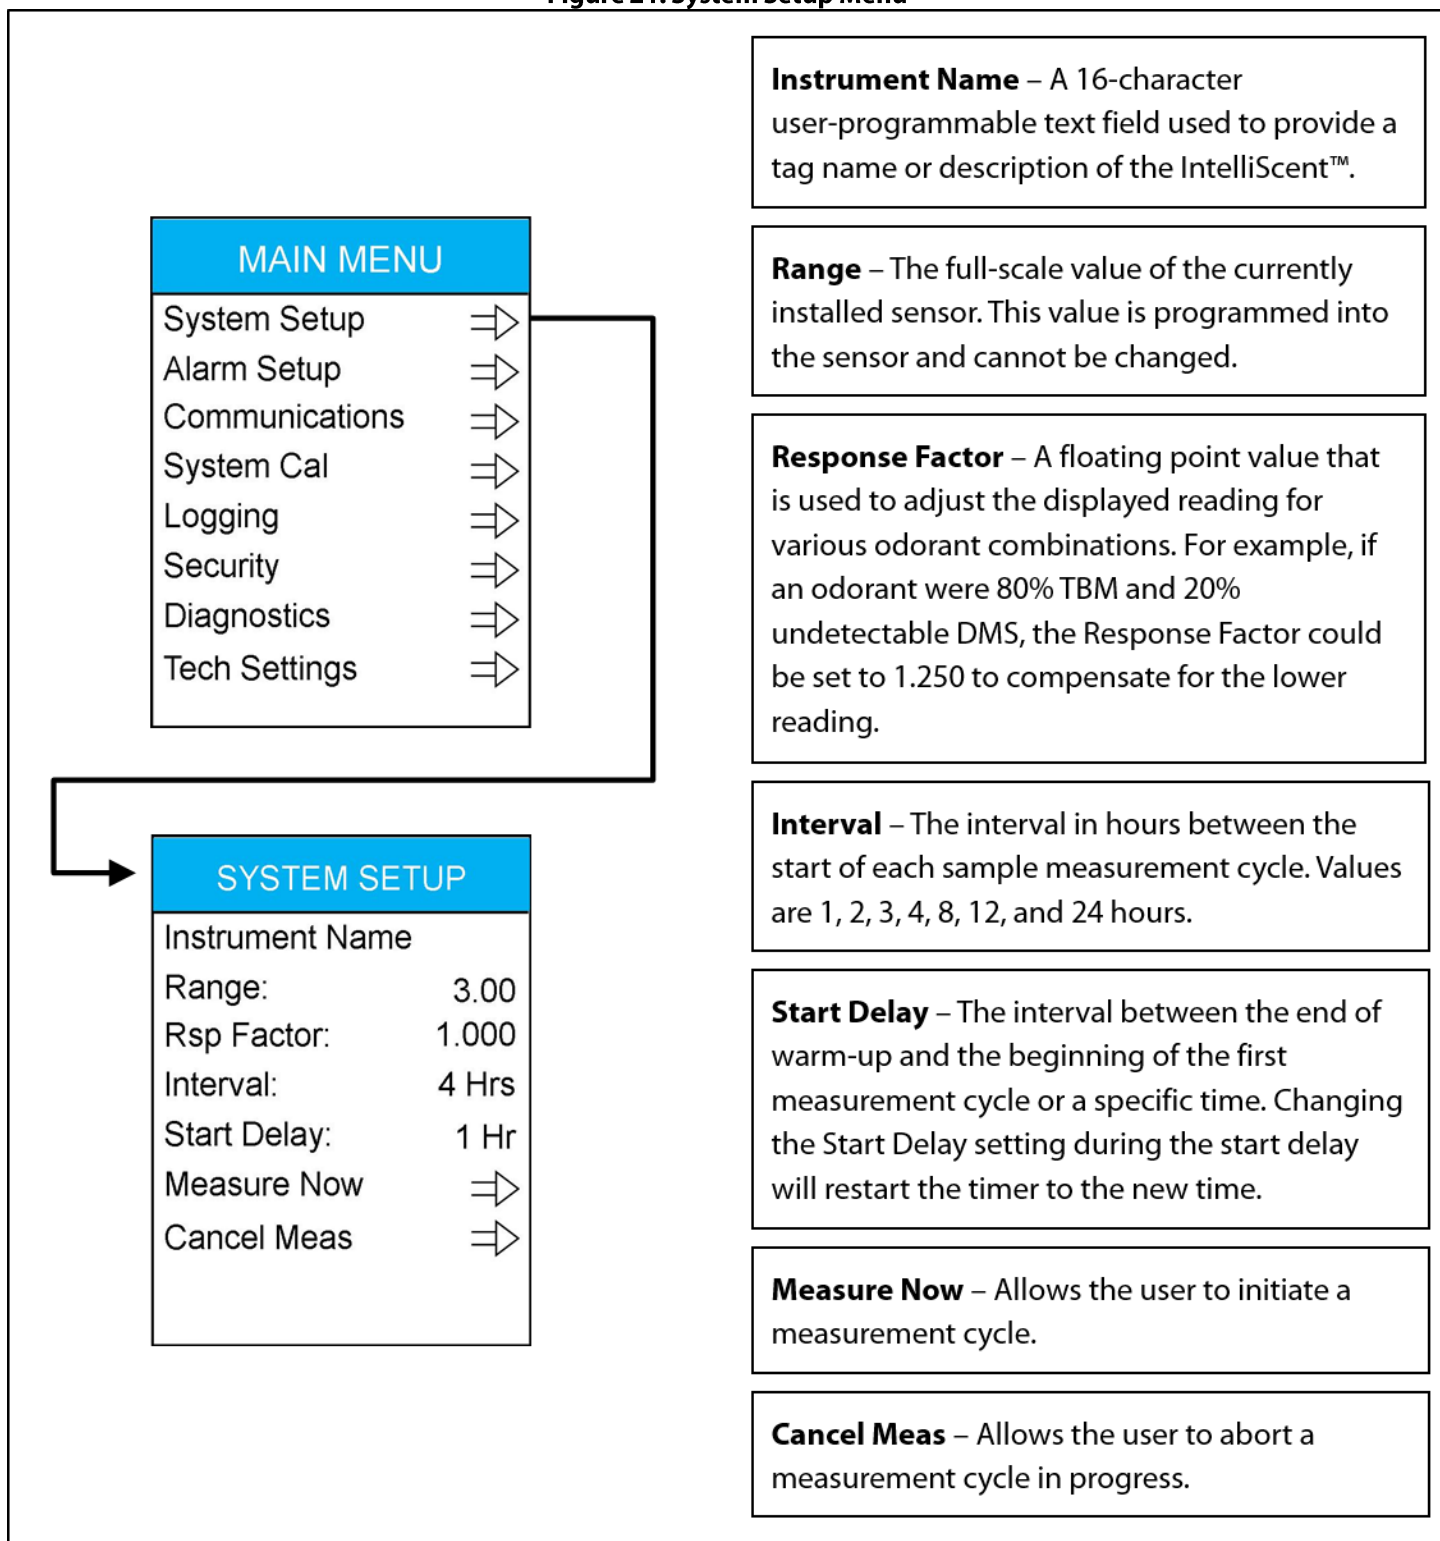 Figure 21. System Setup Menu
MAIN MENU
System Setup
Alarm Setup
Communications
System Cal
Logging
Security
Diagnostics
Tech Settings
SYSTEM SETUP
Instrument Name
Range: 3.00
Rsp Factor: 1.000
Interval: 4 Hrs
Start Delay: 1 Hr
Measure Now
Cancel Meas
Instrument Name – A 16-character
user-programmable text field used to provide a
tag name or description of the IntelliScent™.
Range – The full-scale value of the currently
installed sensor. This value is programmed into
the sensor and cannot be changed.
Response Factor – A floating point value that
is used to adjust the displayed reading for
various odorant combinations. For example, if
an odorant were 80% TBM and 20%
undetectable DMS, the Response Factor could
be set to 1.250 to compensate for the lower
reading.
Interval – The interval in hours between the
start of each sample measurement cycle. Values
are 1, 2, 3, 4, 8, 12, and 24 hours.
Start Delay – The interval between the end of
warm-up and the beginning of the first
measurement cycle or a specific time. Changing
the Start Delay setting during the start delay
will restart the timer to the new time.
Measure Now – Allows the user to initiate a
measurement cycle.
Cancel Meas – Allows the user to abort a
measurement cycle in progress.